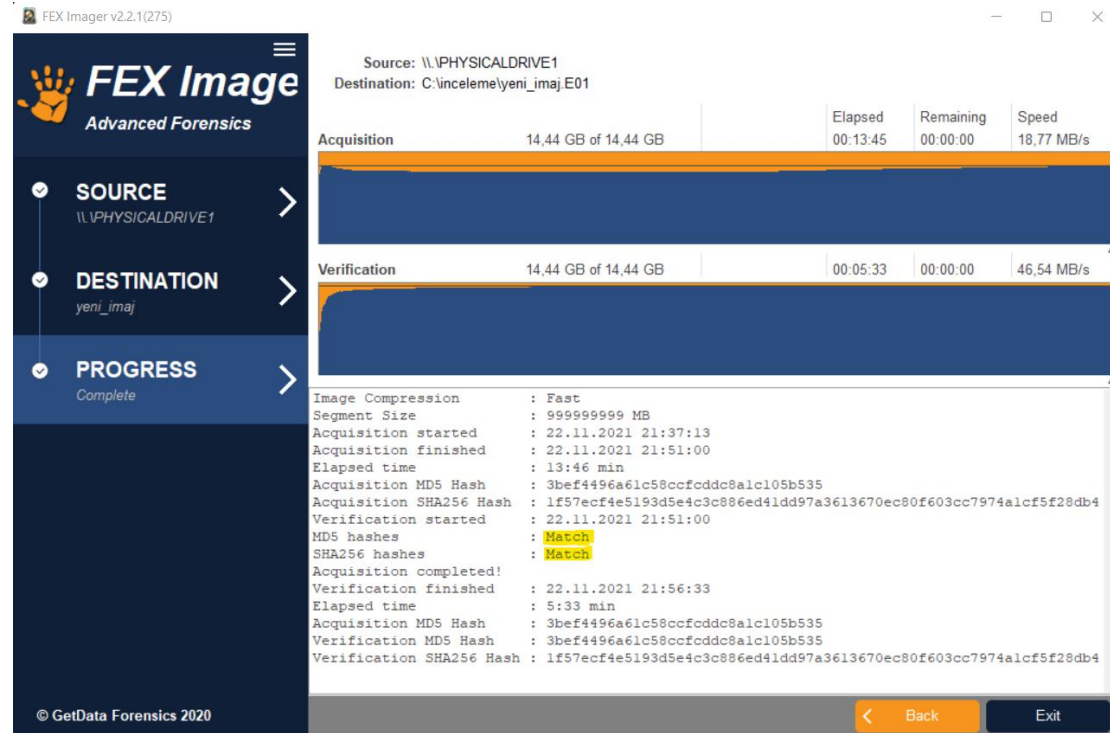 FEX Imager v2.2.1(275)
FEX Image
Advanced Forensics
SOURCE
\\.\PHYSICALDRIVE1
DESTINATION
yeni_imaj
PROGRESS
Complete
© GetData Forensics 2020
Source: \\.\PHYSICALDRIVE1
Destination: C:\inceleme\yeni_imaj.E01
Elapsed Remaining Speed
Acquisition 14,44 GB of 14,44 GB 00:13:45 00:00:00 18,77 MB/s
Verification 14,44 GB of 14,44 GB 00:05:33 00:00:00 46,54 MB/s
Image Compression : Fast
Segment Size : 999999999 MB
Acquisition started : 22.11.2021 21:37:13
Acquisition finished : 22.11.2021 21:51:00
Elapsed time : 13:46 min
Acquisition MD5 Hash : 3bef4496a61c58ccfcddc8a1c105b535
Acquisition SHA256 Hash : 1f57ecf4e5193d5e4c3c886ed41dd97a3613670ec80f603cc7974a1cf5f28db4
Verification started : 22.11.2021 21:51:00
MD5 hashes : Match
SHA256 hashes : Match
Acquisition completed!
Verification finished : 22.11.2021 21:56:33
Elapsed time : 5:33 min
Acquisition MD5 Hash : 3bef4496a61c58ccfcddc8a1c105b535
Verification MD5 Hash : 3bef4496a61c58ccfcddc8a1c105b535
Verification SHA256 Hash : 1f57ecf4e5193d5e4c3c886ed41dd97a3613670ec80f603cc7974a1cf5f28db4
Back
Exit